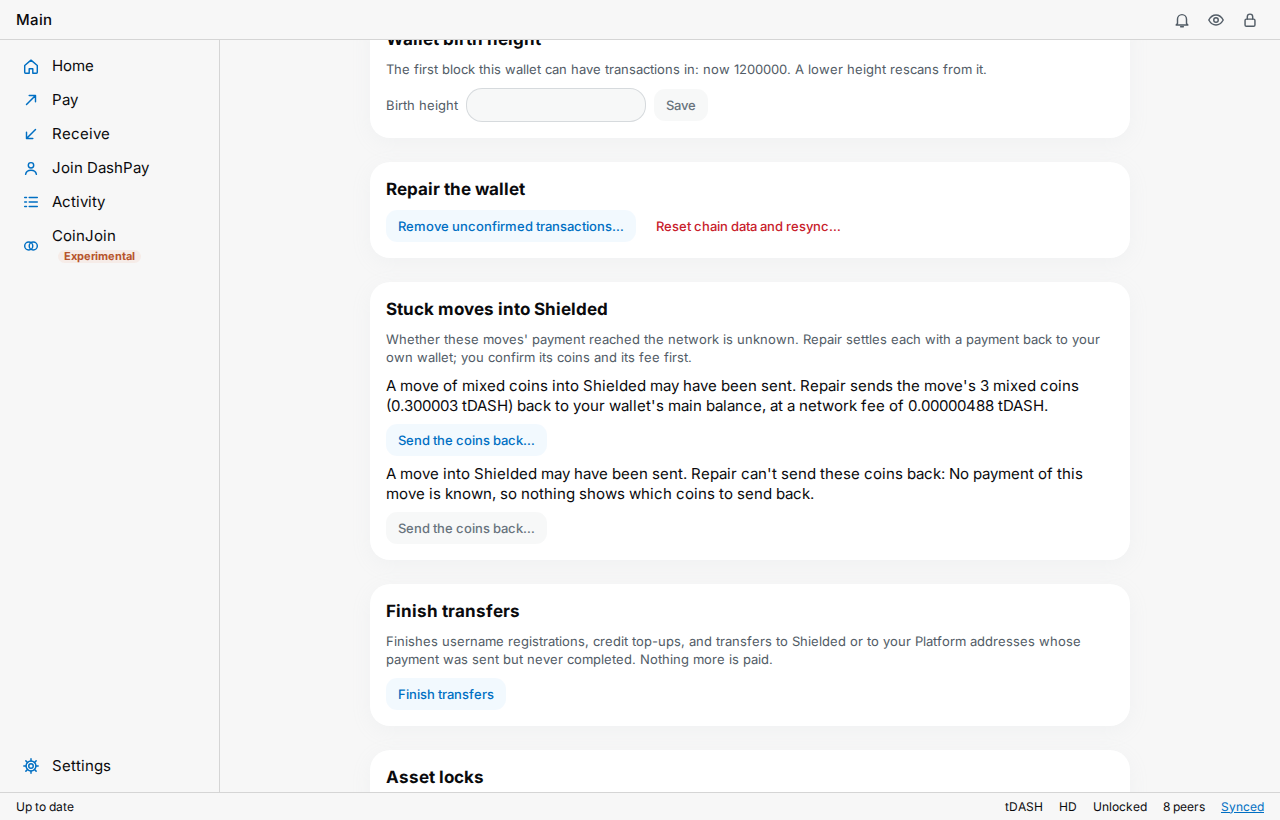 Main
Home
Pay
Receive
Join DashPay
Activity
CoinJoin
Experimental
Settings
Wallet birth height
The first block this wallet can have transactions in: now 1200000. A lower height rescans from it.
Birth height
Save
Repair the wallet
Remove unconfirmed transactions...
Reset chain data and resync...
Stuck moves into Shielded
Whether these moves' payment reached the network is unknown. Repair settles each with a payment back to your
own wallet; you confirm its coins and its fee first.
A move of mixed coins into Shielded may have been sent. Repair sends the move's 3 mixed coins
(0.300003 tDASH) back to your wallet's main balance, at a network fee of 0.00000488 tDASH.
Send the coins back...
A move into Shielded may have been sent. Repair can't send these coins back: No payment of this
move is known, so nothing shows which coins to send back.
Send the coins back...
Finish transfers
Finishes username registrations, credit top-ups, and transfers to Shielded or to your Platform addresses whose
payment was sent but never completed. Nothing more is paid.
Finish transfers
Asset locks
Up to date
tDASH
HD
Unlocked
8 peers
Synced